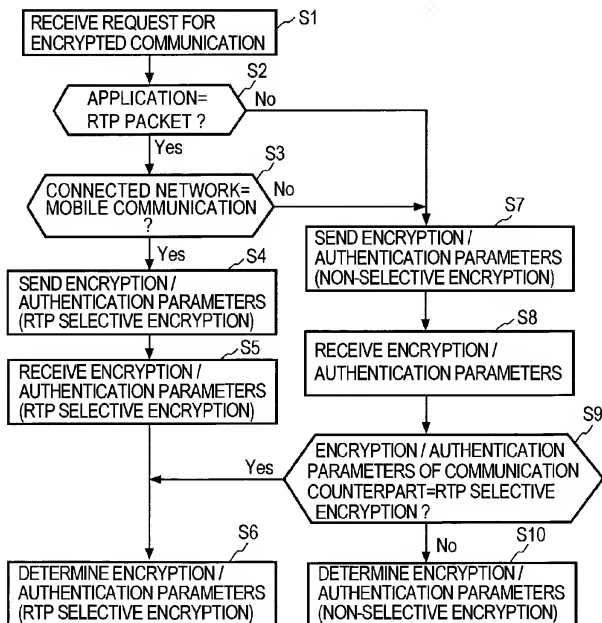 RECEIVE REQUEST FOR
ENCRYPTED COMMUNICATION
S1
S2
APPLICATION=
RTP PACKET ?
No
Yes
S3
CONNECTED NETWORK=
MOBILE COMMUNICATION
?
No
Yes
S4
SEND ENCRYPTION /
AUTHENTICATION PARAMETERS
(RTP SELECTIVE ENCRYPTION)
S5
RECEIVE ENCRYPTION /
AUTHENTICATION PARAMETERS
(RTP SELECTIVE ENCRYPTION)
S7
SEND ENCRYPTION /
AUTHENTICATION PARAMETERS
(NON-SELECTIVE ENCRYPTION)
S8
RECEIVE ENCRYPTION /
AUTHENTICATION PARAMETERS
S9
ENCRYPTION / AUTHENTICATION
PARAMETERS OF COMMUNICATION
COUNTERPART=RTP SELECTIVE
ENCRYPTION ?
Yes
No
S6
DETERMINE ENCRYPTION /
AUTHENTICATION PARAMETERS
(RTP SELECTIVE ENCRYPTION)
S10
DETERMINE ENCRYPTION /
AUTHENTICATION PARAMETERS
(NON-SELECTIVE ENCRYPTION)